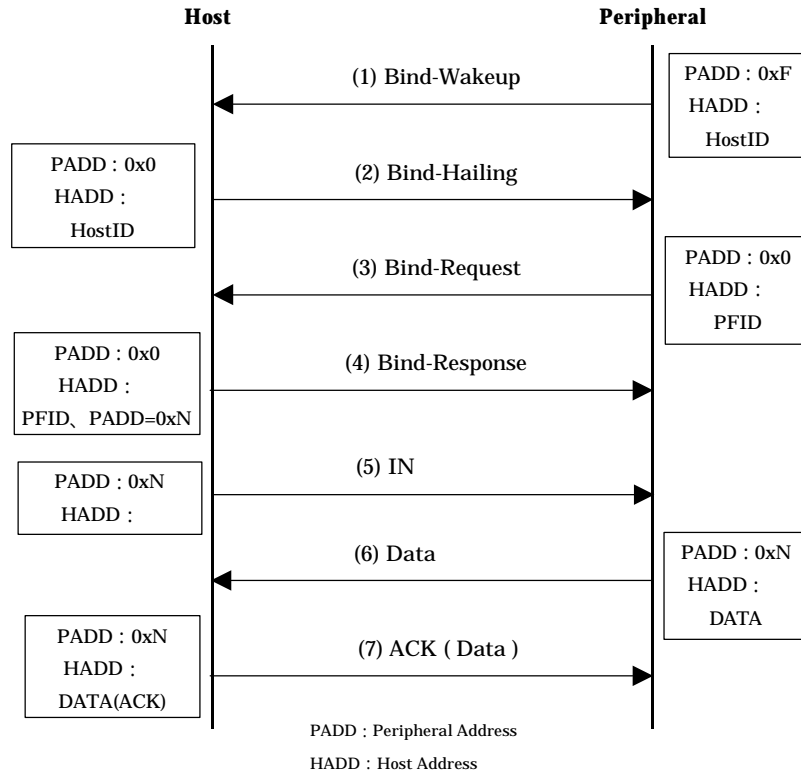 Host
Peripheral
(1) Bind-Wakeup
PADD：0xF
HADD：
HostID
PADD：0x0
HADD：
HostID
(2) Bind-Hailing
(3) Bind-Request
PADD：0x0
HADD：
PFID
PADD：0x0
HADD：
PFID、PADD=0xN
(4) Bind-Response
PADD：0xN
HADD：
(5) IN
(6) Data
PADD：0xN
HADD：
DATA
PADD：0xN
HADD：
DATA(ACK)
(7) ACK ( Data )
PADD：Peripheral Address
HADD：Host Address